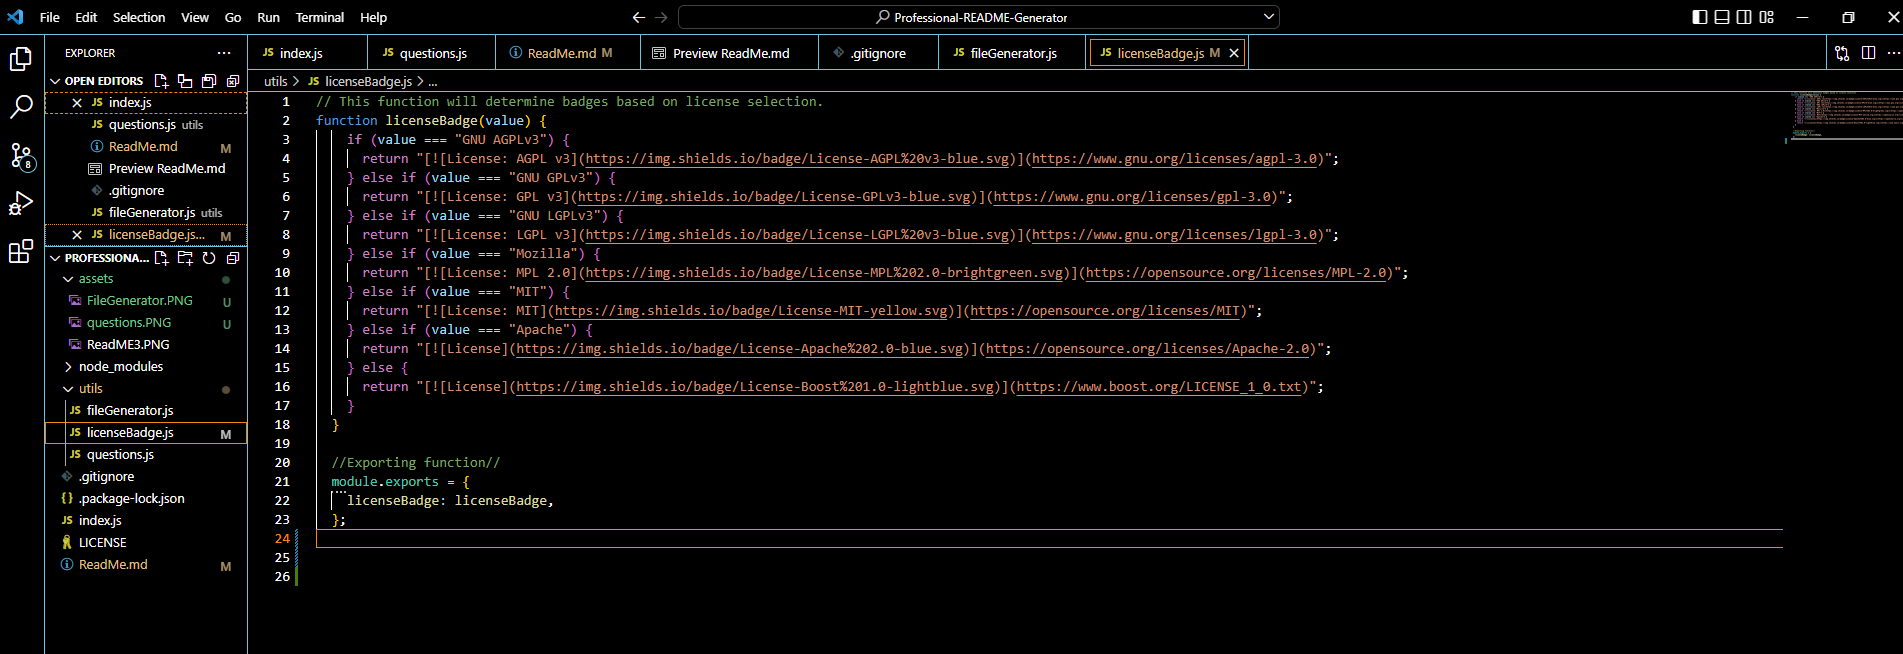 File Edit Selection View Go Run Terminal Help
Professional-README-Generator
EXPLORER
OPEN EDITORS
JS index.js
JS questions.js utils
ReadMe.md M
Preview ReadMe.md
.gitignore
JS fileGenerator.js utils
JS licenseBadge.js... M
8
PROFESSIONA...
assets
FileGenerator.PNG U
questions.PNG U
ReadME3.PNG
node_modules
utils
JS fileGenerator.js
JS licenseBadge.js M
JS questions.js
.gitignore
{} .package-lock.json
JS index.js
LICENSE
ReadMe.md M
JS index.js JS questions.js ReadMe.md M Preview ReadMe.md .gitignore JS fileGenerator.js JS licenseBadge.js M
utils > JS licenseBadge.js > ...
1 // This function will determine badges based on license selection.
2 function licenseBadge(value) {
3 if (value === "GNU AGPLv3") {
4 return "[![License: AGPL v3](https://img.shields.io/badge/License-AGPL%20v3-blue.svg)](https://www.gnu.org/licenses/agpl-3.0)";
5 } else if (value === "GNU GPLv3") {
6 return "[![License: GPL v3](https://img.shields.io/badge/License-GPLv3-blue.svg)](https://www.gnu.org/licenses/gpl-3.0)";
7 } else if (value === "GNU LGPLv3") {
8 return "[![License: LGPL v3](https://img.shields.io/badge/License-LGPL%20v3-blue.svg)](https://www.gnu.org/licenses/lgpl-3.0)";
9 } else if (value === "Mozilla") {
10 return "[![License: MPL 2.0](https://img.shields.io/badge/License-MPL%202.0-brightgreen.svg)](https://opensource.org/licenses/MPL-2.0)";
11 } else if (value === "MIT") {
12 return "[![License: MIT](https://img.shields.io/badge/License-MIT-yellow.svg)](https://opensource.org/licenses/MIT)";
13 } else if (value === "Apache") {
14 return "[![License](https://img.shields.io/badge/License-Apache%202.0-blue.svg)](https://opensource.org/licenses/Apache-2.0)";
15 } else {
16 return "[![License](https://img.shields.io/badge/License-Boost%201.0-lightblue.svg)](https://www.boost.org/LICENSE_1_0.txt)";
17 }
18 }
19
20 //Exporting function//
21 module.exports = {
22 licenseBadge: licenseBadge,
23 };
24
25
26